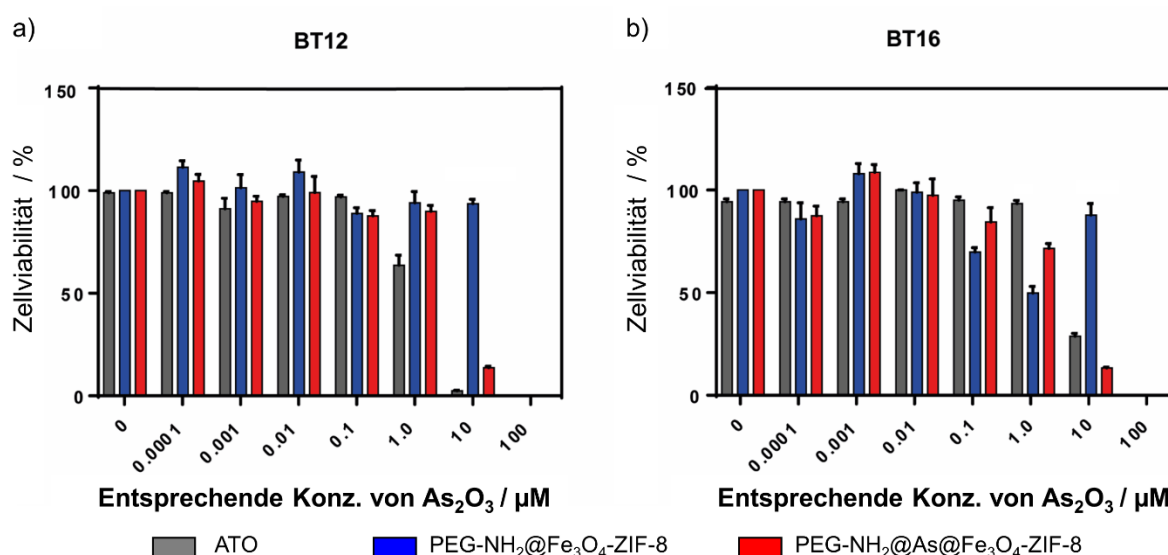 a)
BT12
Zellviabilität / %
150
100
50
0
0
0.0001
0.001
0.01
0.1
1.0
10
100
Entsprechende Konz. von As₂O₃ / µM
b)
BT16
Zellviabilität / %
150
100
50
0
0
0.0001
0.001
0.01
0.1
1.0
10
100
Entsprechende Konz. von As₂O₃ / µM
ATO
PEG-NH₂@Fe₃O₄-ZIF-8
PEG-NH₂@As@Fe₃O₄-ZIF-8